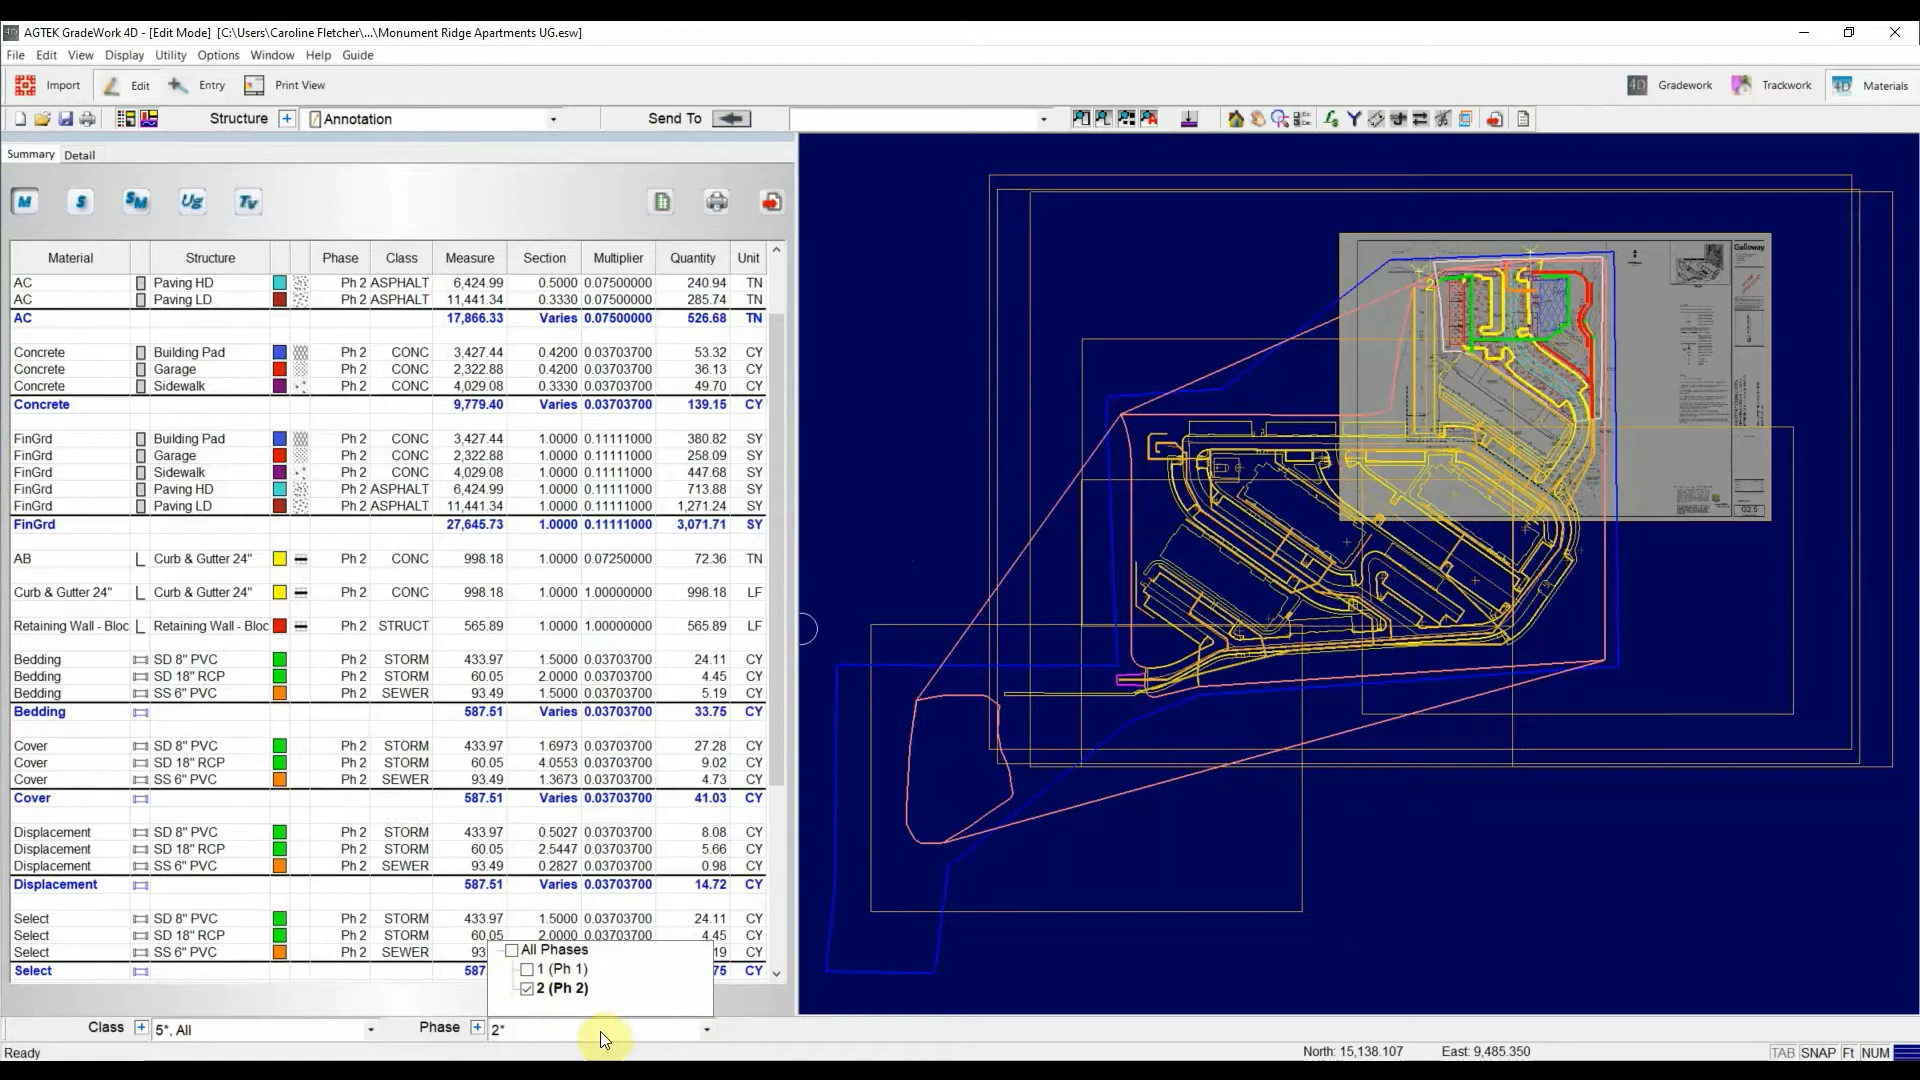 AGTEK GradeWork 4D - [Edit Mode]  [C:\Users\Caroline Fletcher\...\Monument Ridge Apartments UG.esw]
File Edit View Display Utility Options Window Help Guide
Import Edit Entry Print View 4D Gradework Trackwork 4D Materials
Structure + Annotation Send To
Summary Detail
M S SM Ug Tv
Material Structure Phase Class Measure Section Multiplier Quantity Unit
AC Paving HD Ph 2 ASPHALT 6,424.99 0.5000 0.07500000 240.94 TN
AC Paving LD Ph 2 ASPHALT 11,441.34 0.3330 0.07500000 285.74 TN
AC 17,866.33 Varies 0.07500000 526.68 TN
Concrete Building Pad Ph 2 CONC 3,427.44 0.4200 0.03703700 53.32 CY
Concrete Garage Ph 2 CONC 2,322.88 0.4200 0.03703700 36.13 CY
Concrete Sidewalk Ph 2 CONC 4,029.08 0.3330 0.03703700 49.70 CY
Concrete 9,779.40 Varies 0.03703700 139.15 CY
FinGrd Building Pad Ph 2 CONC 3,427.44 1.0000 0.11111000 380.82 SY
FinGrd Garage Ph 2 CONC 2,322.88 1.0000 0.11111000 258.09 SY
FinGrd Sidewalk Ph 2 CONC 4,029.08 1.0000 0.11111000 447.68 SY
FinGrd Paving HD Ph 2 ASPHALT 6,424.99 1.0000 0.11111000 713.88 SY
FinGrd Paving LD Ph 2 ASPHALT 11,441.34 1.0000 0.11111000 1,271.24 SY
FinGrd 27,645.73 1.0000 0.11111000 3,071.71 SY
AB Curb & Gutter 24" Ph 2 CONC 998.18 1.0000 0.07250000 72.36 TN
Curb & Gutter 24" Curb & Gutter 24" Ph 2 CONC 998.18 1.0000 1.00000000 998.18 LF
Retaining Wall - Bloc Retaining Wall - Bloc Ph 2 STRUCT 565.89 1.0000 1.00000000 565.89 LF
Bedding SD 8" PVC Ph 2 STORM 433.97 1.5000 0.03703700 24.11 CY
Bedding SD 18" RCP Ph 2 STORM 60.05 2.0000 0.03703700 4.45 CY
Bedding SS 6" PVC Ph 2 SEWER 93.49 1.5000 0.03703700 5.19 CY
Bedding 587.51 Varies 0.03703700 33.75 CY
Cover SD 8" PVC Ph 2 STORM 433.97 1.6973 0.03703700 27.28 CY
Cover SD 18" RCP Ph 2 STORM 60.05 4.0553 0.03703700 9.02 CY
Cover SS 6" PVC Ph 2 SEWER 93.49 1.3673 0.03703700 4.73 CY
Cover 587.51 Varies 0.03703700 41.03 CY
Displacement SD 8" PVC Ph 2 STORM 433.97 0.5027 0.03703700 8.08 CY
Displacement SD 18" RCP Ph 2 STORM 60.05 2.5447 0.03703700 5.66 CY
Displacement SS 6" PVC Ph 2 SEWER 93.49 0.2827 0.03703700 0.98 CY
Displacement 587.51 Varies 0.03703700 14.72 CY
Select SD 8" PVC Ph 2 STORM 433.97 1.5000 0.03703700 24.11 CY
Select SD 18" RCP Ph 2 STORM 60.05 2.0000 0.03703700 4.45 CY
Select SS 6" PVC Ph 2 SEWER 93 19 CY
Select 587 75 CY
All Phases
1 (Ph 1)
2 (Ph 2)
Class + 5*, All Phase + 2*
Ready North: 15,138.107 East: 9,485.350 TAB SNAP Ft NUM
Galloway
1
2
G2.5